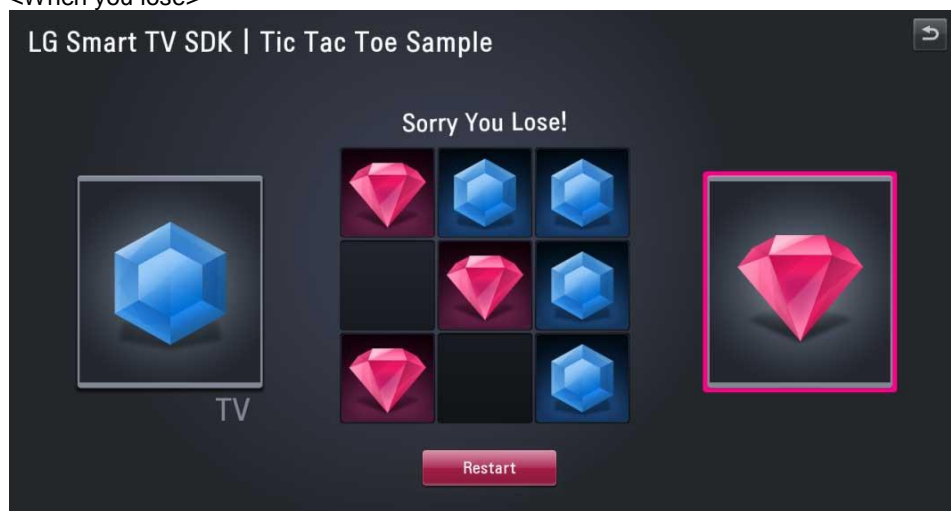 <When you lose>
LG Smart TV SDK | Tic Tac Toe Sample
Sorry You Lose!
TV
Restart